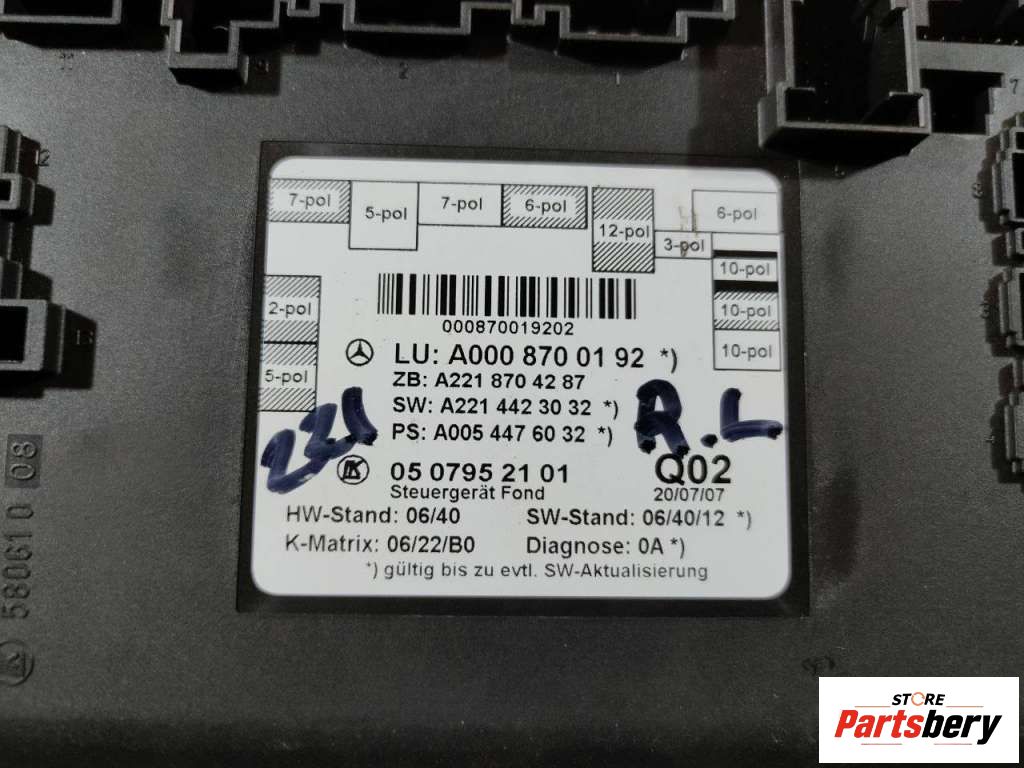 2
7
2
7-pol
5-pol
7-pol
6-pol
12-pol
3-pol
6-pol
10-pol
10-pol
10-pol
2-pol
5-pol
000870019202
LU: A000 870 01 92 *)
ZB: A221 870 42 87
SW: A221 442 30 32 *)
PS: A005 447 60 32 *)
221
R.L
05 0795 21 01
Q02
Steuergerät Fond
20/07/07
HW-Stand: 06/40
SW-Stand: 06/40/12 *)
K-Matrix: 06/22/B0
Diagnose: 0A *)
*) gültig bis zu evtl. SW-Aktualisierung
580610 08
STORE
Partsbery